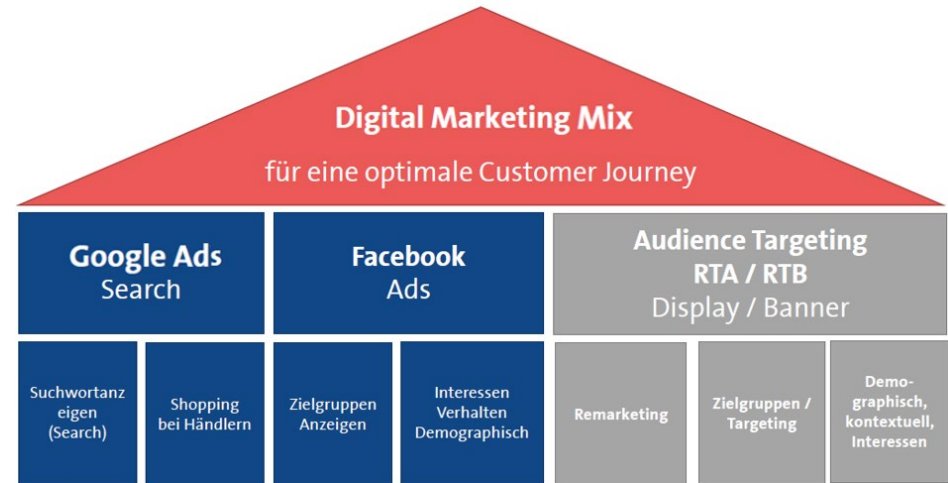 Digital Marketing Mix
für eine optimale Customer Journey
Google Ads
Search
Facebook
Ads
Audience Targeting
RTA / RTB
Display / Banner
Suchwortanz
eigen
(Search)
Shopping
bei Händlern
Zielgruppen
Anzeigen
Interessen
Verhalten
Demographisch
Remarketing
Zielgruppen /
Targeting
Demo-
graphisch,
kontextuell,
Interessen